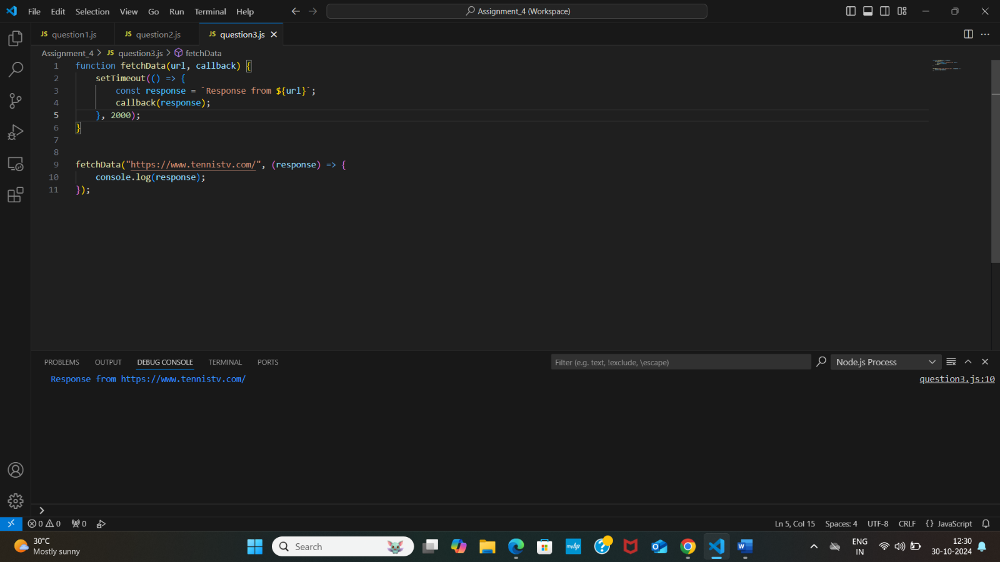 File Edit Selection View Go Run Terminal Help
Assignment_4 (Workspace)
JS question1.js JS question2.js JS question3.js
Assignment_4 > JS question3.js > fetchData
1 function fetchData(url, callback) {
2 setTimeout(() => {
3 const response = `Response from ${url}`;
4 callback(response);
5 }, 2000);
6 }
7
8
9 fetchData("https://www.tennistv.com/", (response) => {
10 console.log(response);
11 });
PROBLEMS OUTPUT DEBUG CONSOLE TERMINAL PORTS
Filter (e.g. text, !exclude, \escape)
Node.js Process
Response from https://www.tennistv.com/
question3.js:10
0 0 0
Ln 5, Col 15 Spaces: 4 UTF-8 CRLF {} JavaScript
30°C
Mostly sunny
Search
myhp
ENG
IN
12:30
30-10-2024